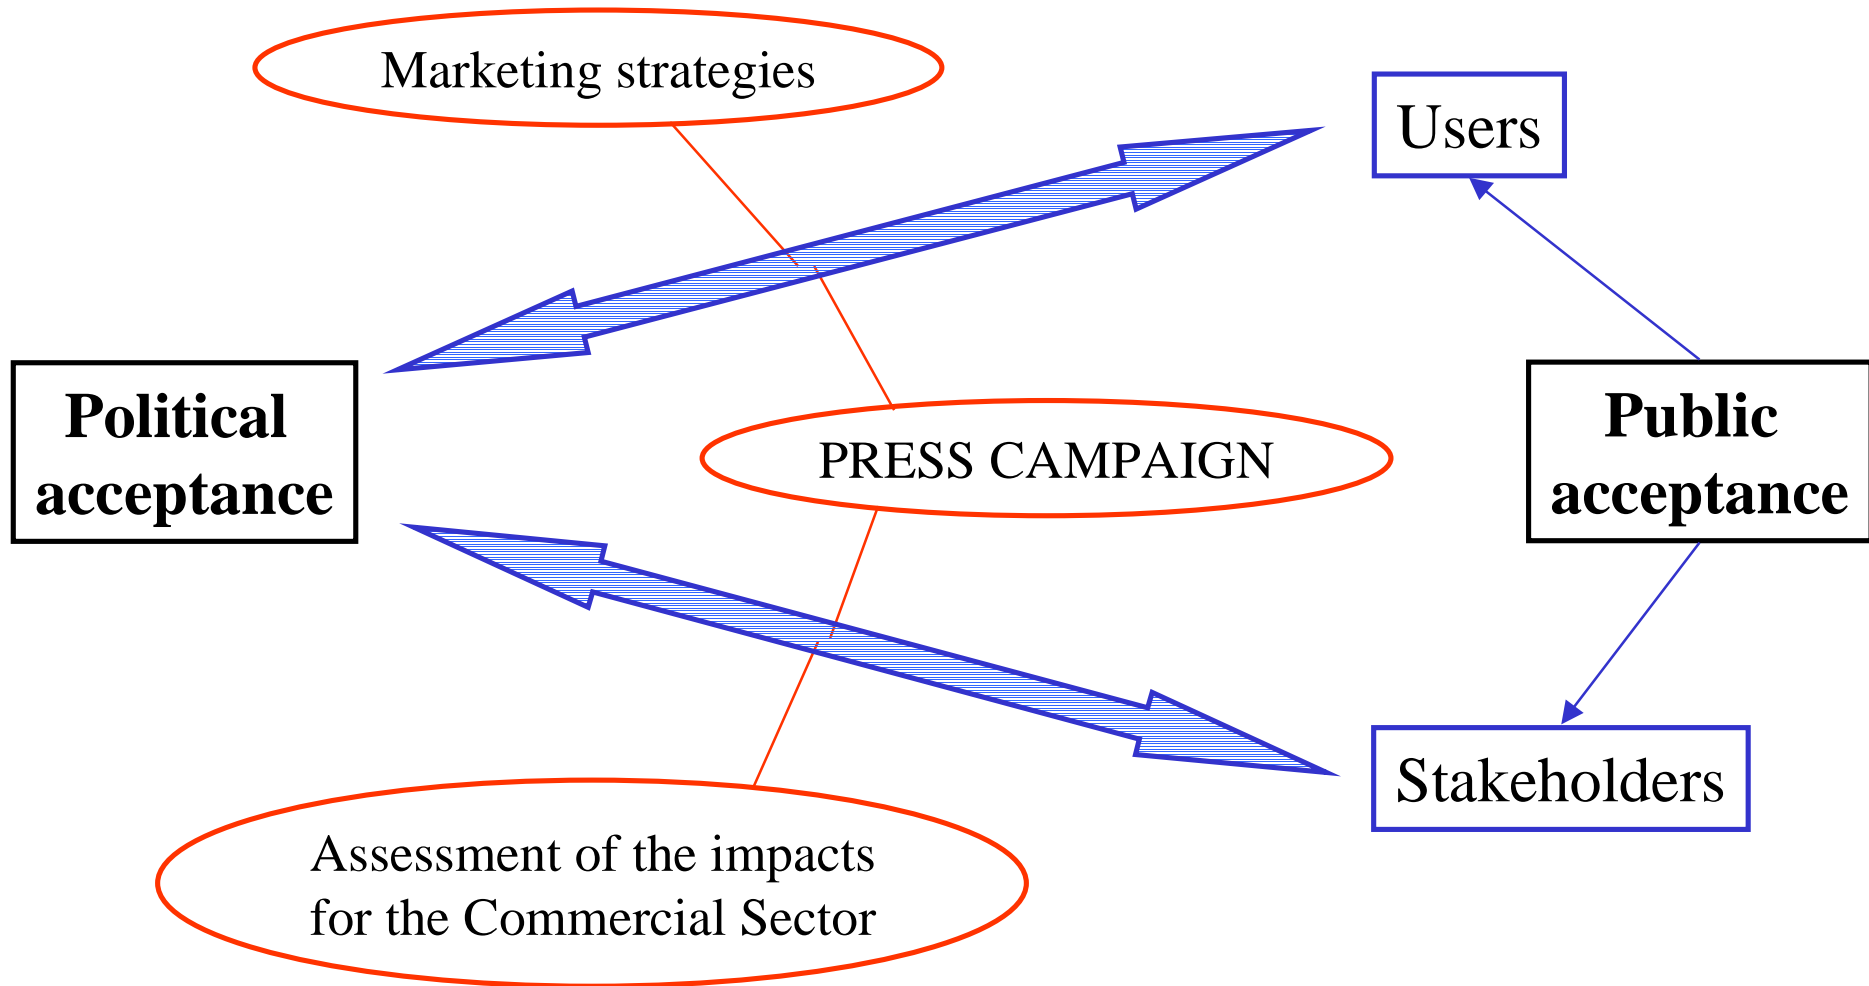 Marketing strategies
Users
Political
acceptance
PRESS CAMPAIGN
Public
acceptance
Stakeholders
Assessment of the impacts
for the Commercial Sector